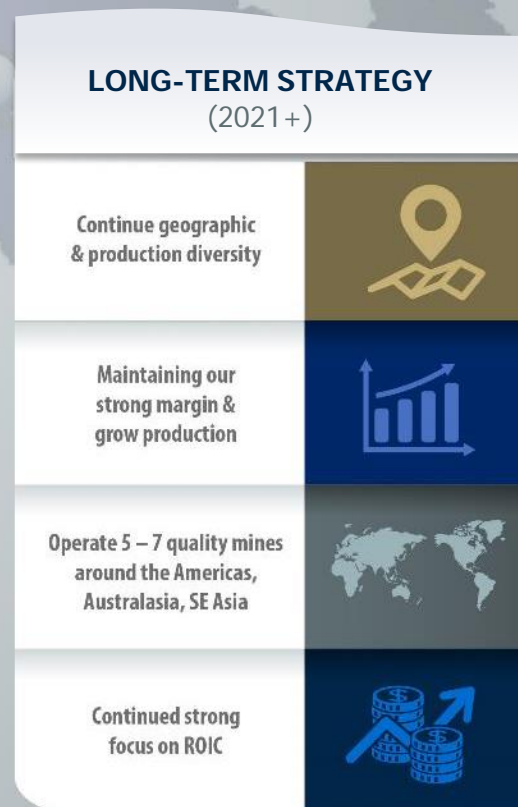 LONG-TERM STRATEGY
(2021+)
Continue geographic
& production diversity
Maintaining our
strong margin &
grow production
Operate 5 – 7 quality mines
around the Americas,
Australasia, SE Asia
Continued strong
focus on ROIC
$
$